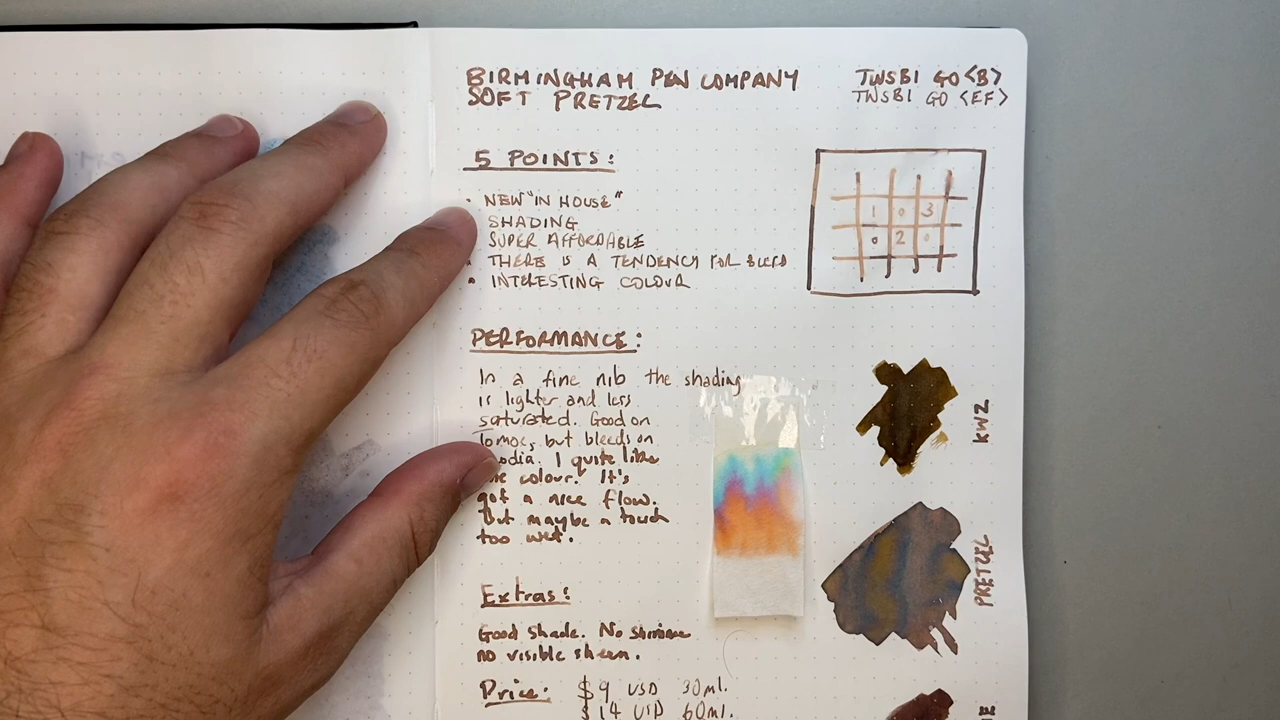 BIRMINGHAM PEN COMPANY
SOFT PRETZEL
TWSBI GO <B>
TWSBI GO <EF>
5 POINTS:
• NEW "IN HOUSE"
SHADING
SUPER AFFORDABLE
• THERE IS A TENDENCY FOR BLEED
• INTERESTING COLOUR
1 0 3
0 2 0
PERFORMANCE:
In a fine nib the shading
is lighter and less
saturated. Good on
tomoe, but bleeds on
odia. I quite like
colour. It's
got a nice flow.
But maybe a touch
too wet.
KWZ
PRETZEL
Extras:
Good shade. No shimmer
no visible sheen.
Price: $9 USD 30ml.
$14 USD 60ml.